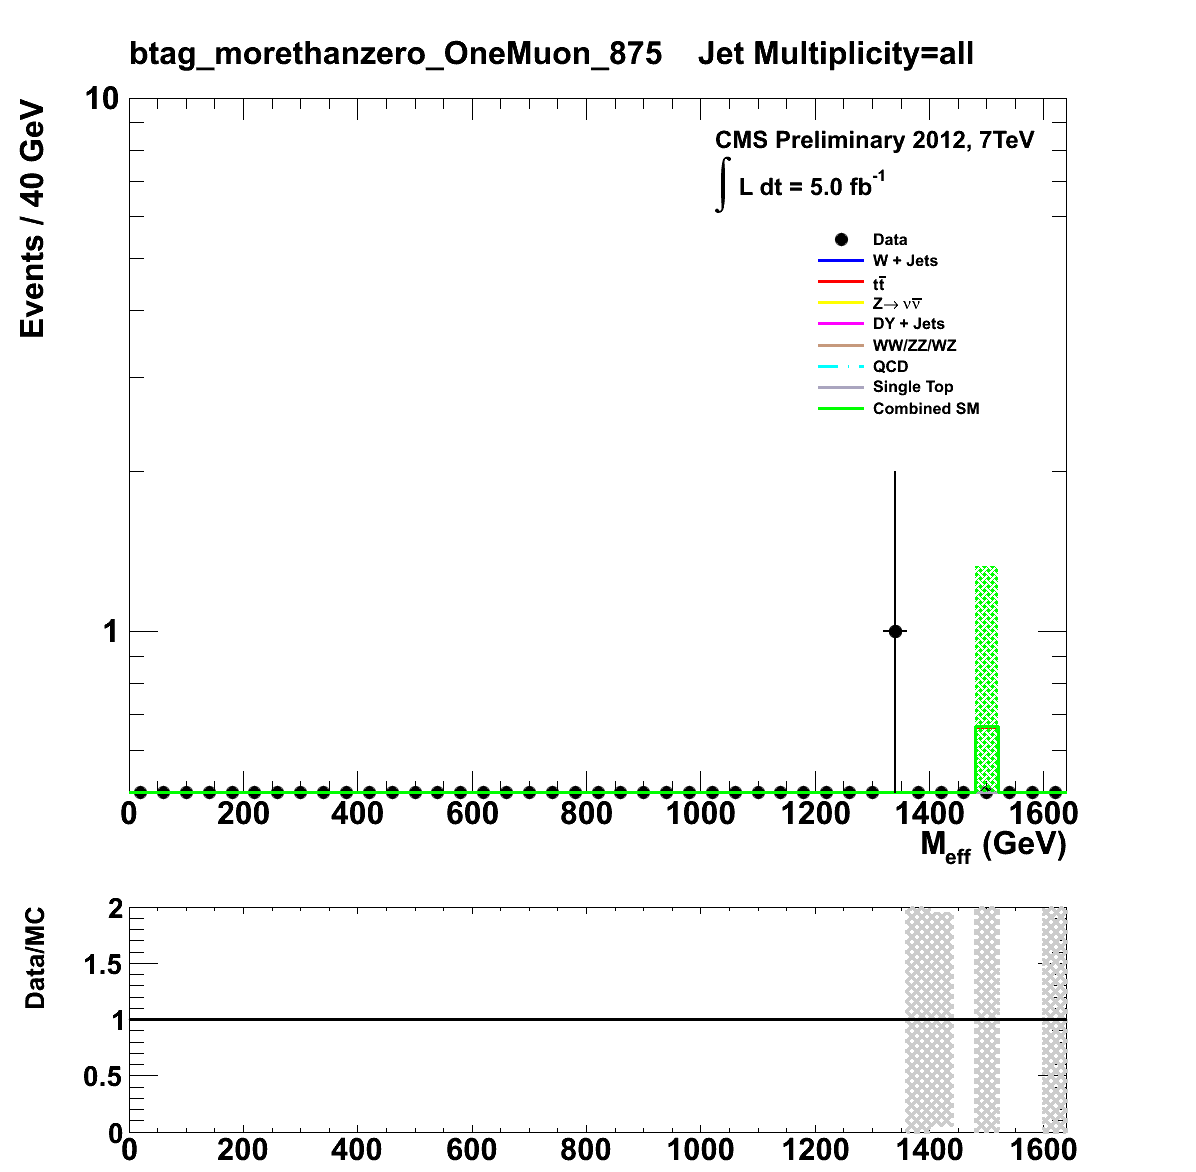 btag_morethanzero_OneMuon_875 Jet Multiplicity=all
Events / 40 GeV
10
1
CMS Preliminary 2012, 7TeV
∫ L dt = 5.0 fb⁻¹
Data
W + Jets
tt̅
Z→ νν̅
DY + Jets
WW/ZZ/WZ
QCD
Single Top
Combined SM
0 200 400 600 800 1000 1200 1400 1600
M_eff (GeV)
Data/MC
2
1.5
1
0.5
0
0 200 400 600 800 1000 1200 1400 1600